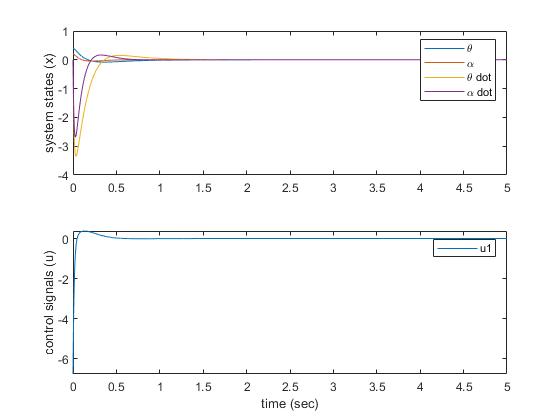 system states (x)
1
0
-1
-2
-3
-4
0 0.5 1 1.5 2 2.5 3 3.5 4 4.5 5
θ
α
θ dot
α dot
control signals (u)
0
-2
-4
-6
0 0.5 1 1.5 2 2.5 3 3.5 4 4.5 5
u1
time (sec)